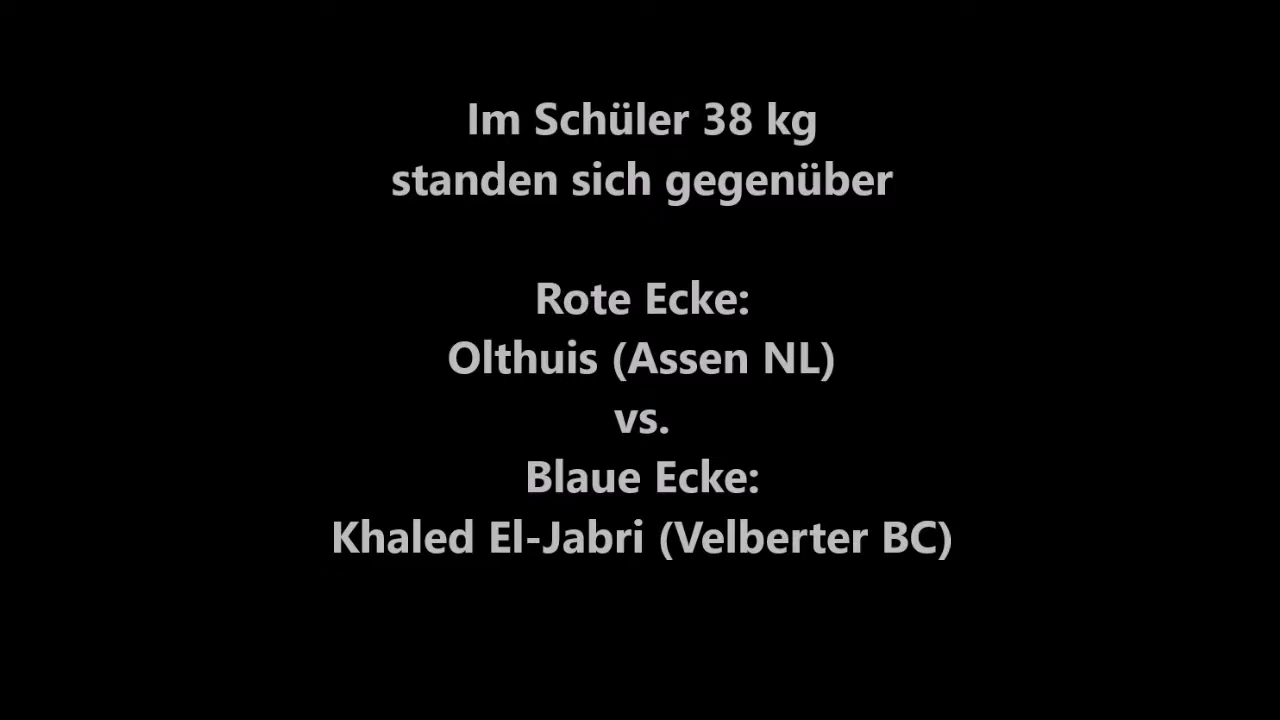 Im Schüler 38 kg
standen sich gegenüber
Rote Ecke:
Olthuis (Assen NL)
vs.
Blaue Ecke:
Khaled El-Jabri (Velberter BC)